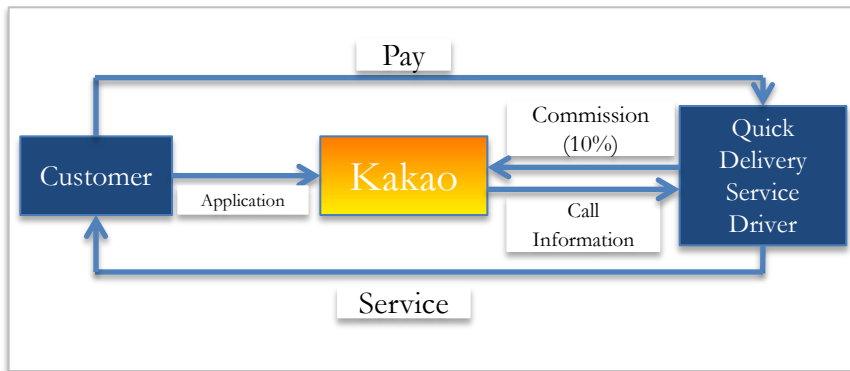 Pay
Commission
(10%)
Quick
Delivery
Service
Driver
Customer
Kakao
Application
Call
Information
Service